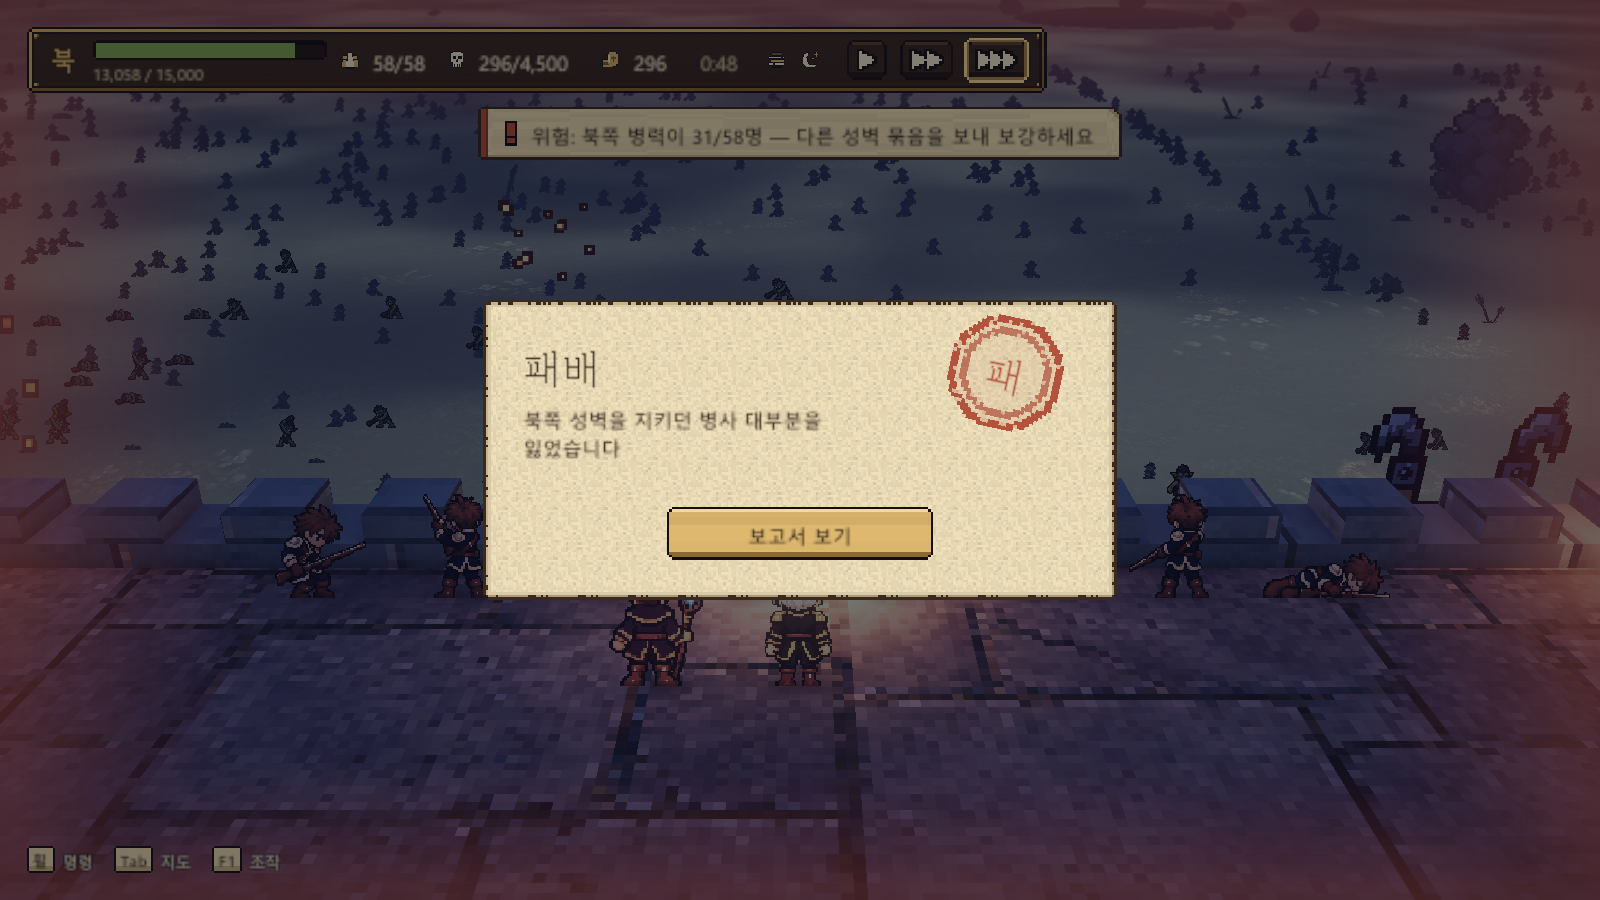 북
13,058 / 15,000
58/58
296/4,500
296
0:48
위험: 북쪽 병력이 31/58명 — 다른 성벽 묶음을 보내 보강하세요
패배
패
북쪽 성벽을 지키던 병사 대부분을
잃었습니다
보고서 보기
휠 명령 Tab 지도 F1 조작